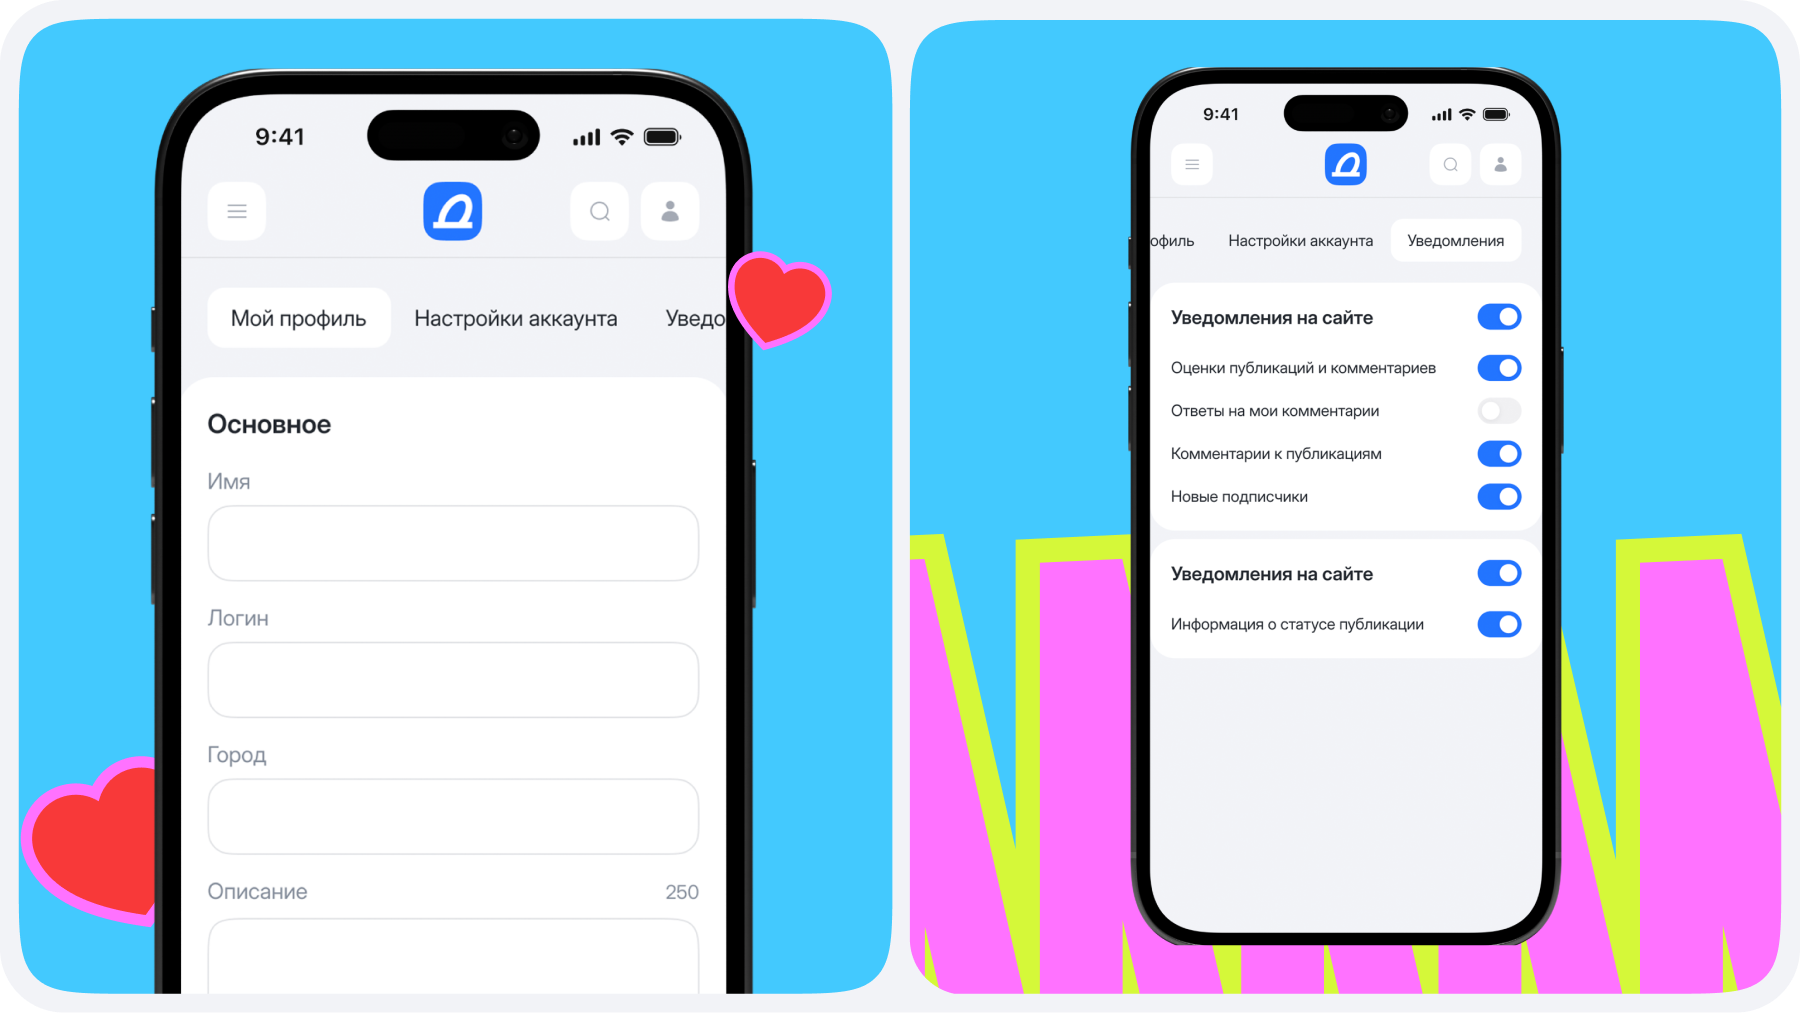 9:41
Мой профиль Настройки аккаунта Уведо
Основное
Имя
Логин
Город
Описание 250
9:41
офиль Настройки аккаунта Уведомления
Уведомления на сайте
Оценки публикаций и комментариев
Ответы на мои комментарии
Комментарии к публикациям
Новые подписчики
Уведомления на сайте
Информация о статусе публикации